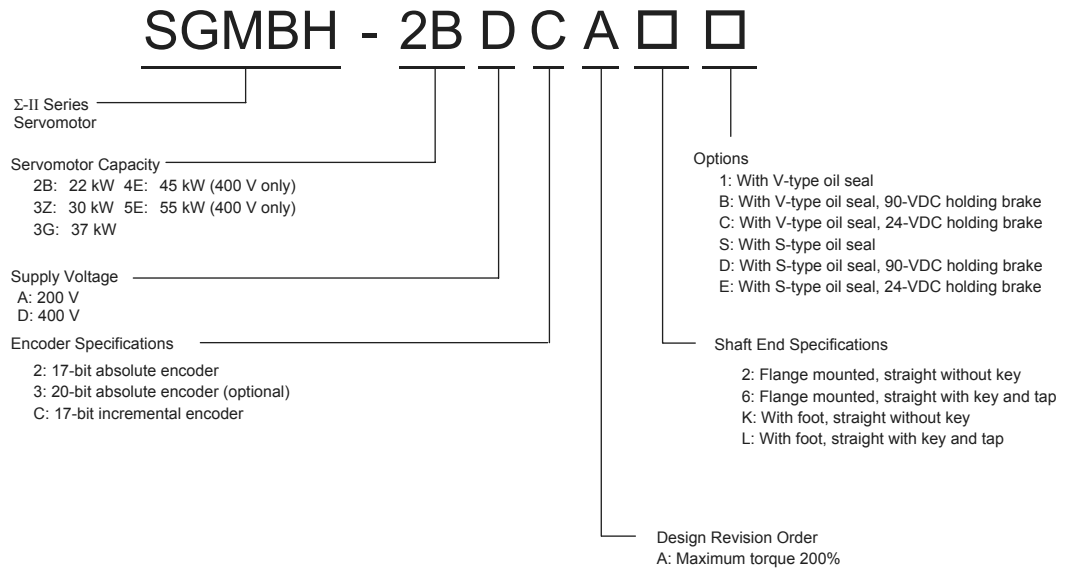 SGMBH - 2B D C A □ □
Σ-II Series
Servomotor
Servomotor Capacity
2B: 22 kW 4E: 45 kW (400 V only)
3Z: 30 kW 5E: 55 kW (400 V only)
3G: 37 kW
Supply Voltage
A: 200 V
D: 400 V
Encoder Specifications
2: 17-bit absolute encoder
3: 20-bit absolute encoder (optional)
C: 17-bit incremental encoder
Options
1: With V-type oil seal
B: With V-type oil seal, 90-VDC holding brake
C: With V-type oil seal, 24-VDC holding brake
S: With S-type oil seal
D: With S-type oil seal, 90-VDC holding brake
E: With S-type oil seal, 24-VDC holding brake
Shaft End Specifications
2: Flange mounted, straight without key
6: Flange mounted, straight with key and tap
K: With foot, straight without key
L: With foot, straight with key and tap
Design Revision Order
A: Maximum torque 200%